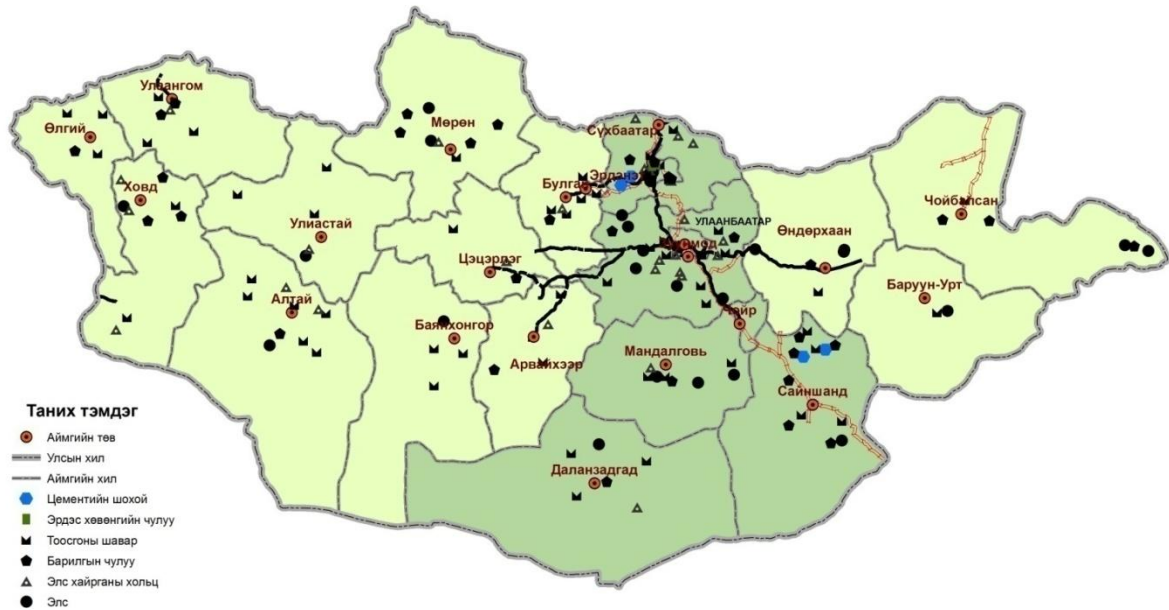 Улаангом
Өлгий
Мөрөн
Сүхбаатар
Ховд
Булган
Эрдэнэт
Чойбалсан
Улиастай
УЛААНБААТАР
Цэцэрлэг
Өндөрхаан
Баруун-Урт
Алтай
Баянхонгор
Арвайхээр
Чойр
Мандалговь
Сайншанд
Даланзадгад
Таних тэмдэг
Аймгийн төв
Улсын хил
Аймгийн хил
Цементийн шохой
Эрдэс хөвөнгийн чулуу
Тоосгоны шавар
Барилгын чулуу
Элс хайрганы хольц
Элс